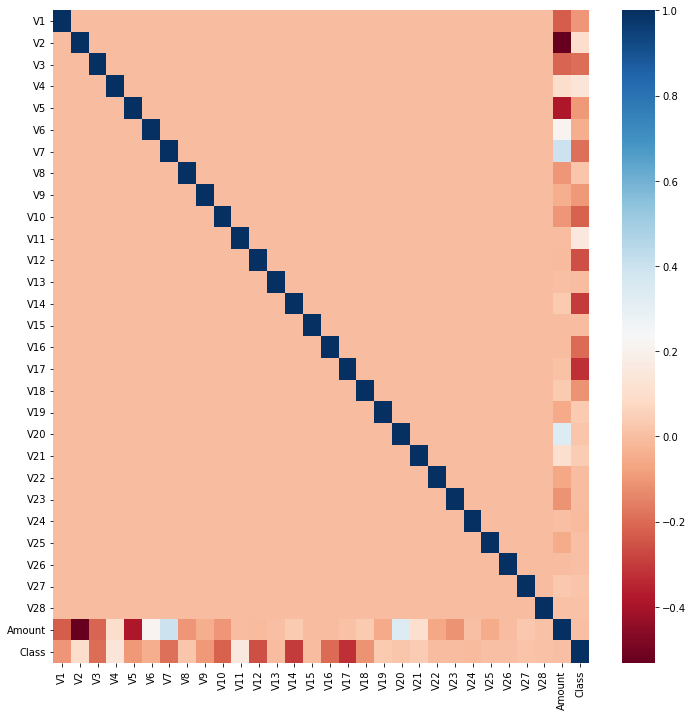 V1
V2
V3
V4
V5
V6
V7
V8
V9
V10
V11
V12
V13
V14
V15
V16
V17
V18
V19
V20
V21
V22
V23
V24
V25
V26
V27
V28
Amount
Class
V1 V2 V3 V4 V5 V6 V7 V8 V9 V10 V11 V12 V13 V14 V15 V16 V17 V18 V19 V20 V21 V22 V23 V24 V25 V26 V27 V28 Amount Class
1.0
0.8
0.6
0.4
0.2
0.0
−0.2
−0.4